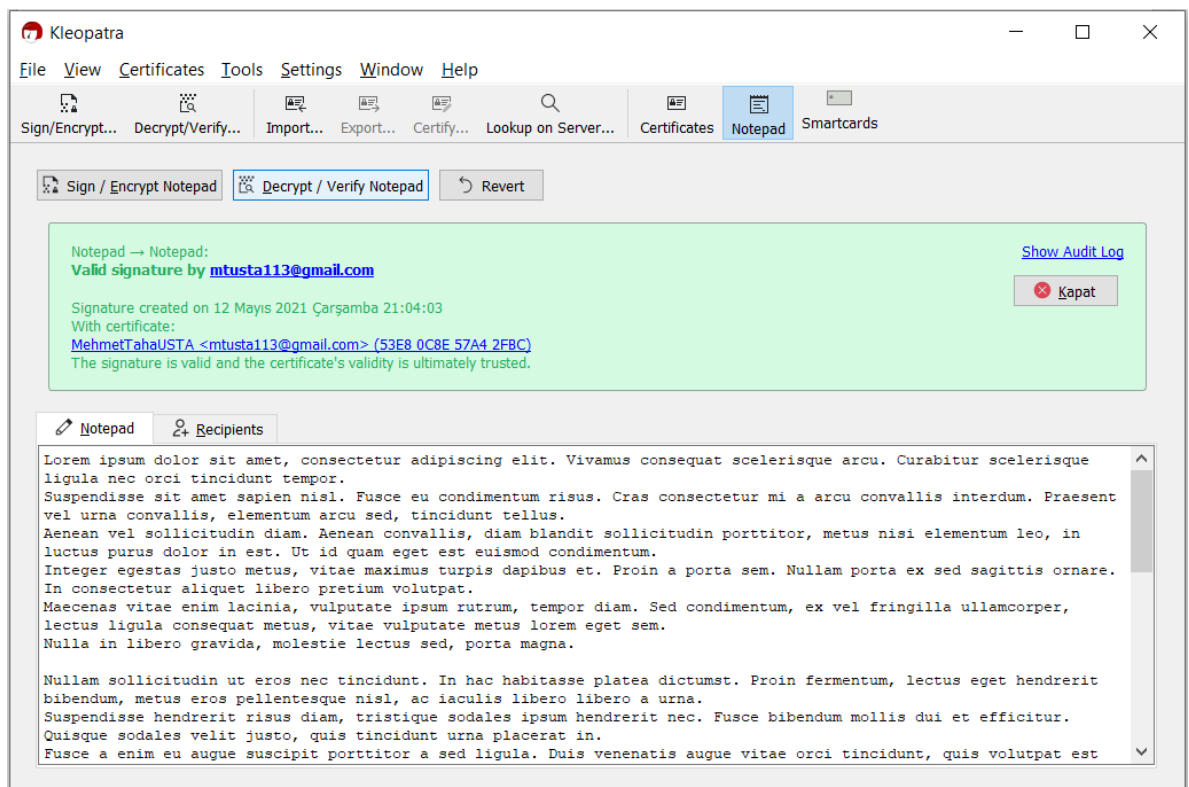 Kleopatra
File View Certificates Tools Settings Window Help
Sign/Encrypt... Decrypt/Verify... Import... Export... Certify... Lookup on Server... Certificates Notepad Smartcards
Sign / Encrypt Notepad Decrypt / Verify Notepad Revert
Notepad → Notepad: Show Audit Log
Valid signature by mtusta113@gmail.com
Kapat
Signature created on 12 Mayıs 2021 Çarşamba 21:04:03
With certificate:
MehmetTahaUSTA <mtusta113@gmail.com> (53E8 0C8E 57A4 2FBC)
The signature is valid and the certificate's validity is ultimately trusted.
Notepad Recipients
Lorem ipsum dolor sit amet, consectetur adipiscing elit. Vivamus consequat scelerisque arcu. Curabitur scelerisque
ligula nec orci tincidunt tempor.
Suspendisse sit amet sapien nisl. Fusce eu condimentum risus. Cras consectetur mi a arcu convallis interdum. Praesent
vel urna convallis, elementum arcu sed, tincidunt tellus.
Aenean vel sollicitudin diam. Aenean convallis, diam blandit sollicitudin porttitor, metus nisi elementum leo, in
luctus purus dolor in est. Ut id quam eget est euismod condimentum.
Integer egestas justo metus, vitae maximus turpis dapibus et. Proin a porta sem. Nullam porta ex sed sagittis ornare.
In consectetur aliquet libero pretium volutpat.
Maecenas vitae enim lacinia, vulputate ipsum rutrum, tempor diam. Sed condimentum, ex vel fringilla ullamcorper,
lectus ligula consequat metus, vitae vulputate metus lorem eget sem.
Nulla in libero gravida, molestie lectus sed, porta magna.
Nullam sollicitudin ut eros nec tincidunt. In hac habitasse platea dictumst. Proin fermentum, lectus eget hendrerit
bibendum, metus eros pellentesque nisl, ac iaculis libero libero a urna.
Suspendisse hendrerit risus diam, tristique sodales ipsum hendrerit nec. Fusce bibendum mollis dui et efficitur.
Quisque sodales velit justo, quis tincidunt urna placerat in.
Fusce a enim eu augue suscipit porttitor a sed ligula. Duis venenatis augue vitae orci tincidunt, quis volutpat est